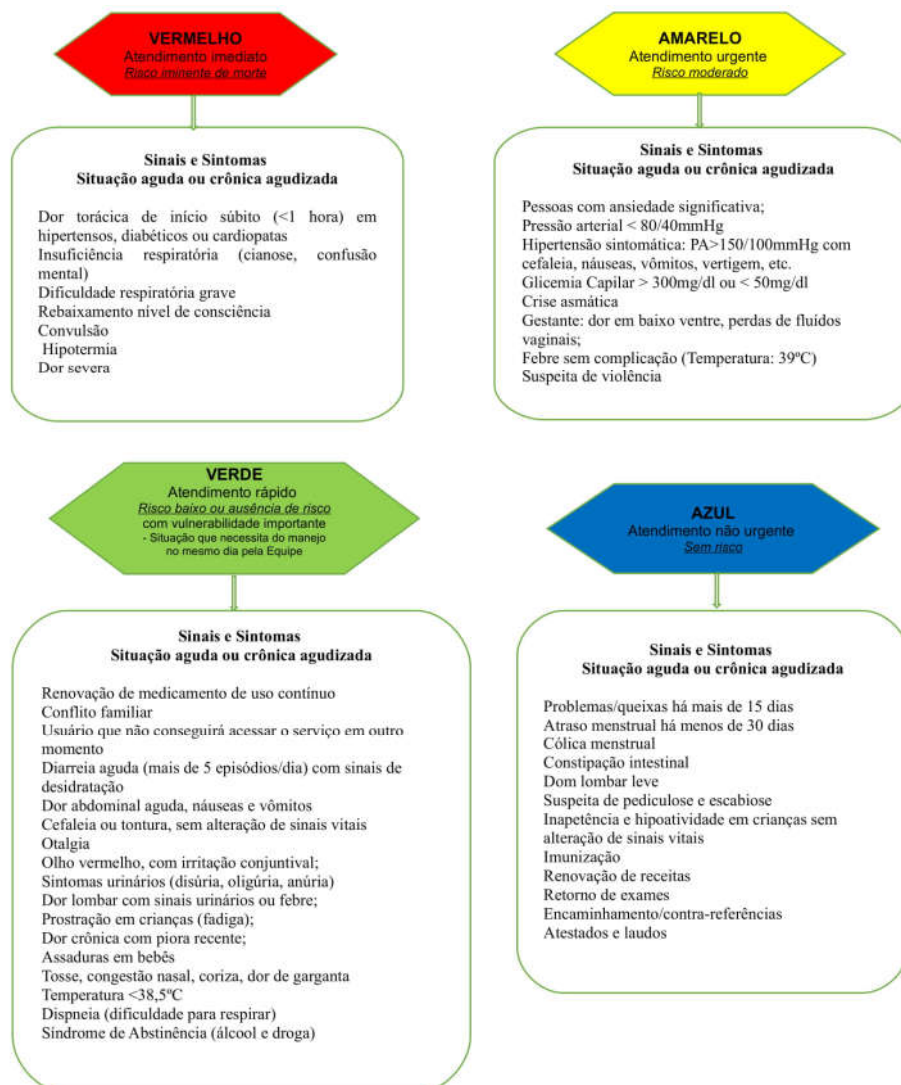 VERMELHO
Atendimento imediato
Risco iminente de morte
Sinais e Sintomas
Situação aguda ou crônica agudizada
Dor torácica de início súbito (<1 hora) em
hipertensos, diabéticos ou cardiopatas
Insuficiência respiratória (cianose, confusão
mental)
Dificuldade respiratória grave
Rebaixamento nível de consciência
Convulsão
Hipotermia
Dor severa
AMARELO
Atendimento urgente
Risco moderado
Sinais e Sintomas
Situação aguda ou crônica agudizada
Pessoas com ansiedade significativa;
Pressão arterial < 80/40mmHg
Hipertensão sintomática: PA>150/100mmHg com
cefaleia, náuseas, vômitos, vertigem, etc.
Glicemia Capilar > 300mg/dl ou < 50mg/dl
Crise asmática
Gestante: dor em baixo ventre, perdas de fluídos
vaginais;
Febre sem complicação (Temperatura: 39ºC)
Suspeita de violência
VERDE
Atendimento rápido
Risco baixo ou ausência de risco
com vulnerabilidade importante
- Situação que necessita do manejo
no mesmo dia pela Equipe
Sinais e Sintomas
Situação aguda ou crônica agudizada
Renovação de medicamento de uso contínuo
Conflito familiar
Usuário que não conseguirá acessar o serviço em outro
momento
Diarreia aguda (mais de 5 episódios/dia) com sinais de
desidratação
Dor abdominal aguda, náuseas e vômitos
Cefaleia ou tontura, sem alteração de sinais vitais
Otalgia
Olho vermelho, com irritação conjuntival;
Sintomas urinários (disúria, oligúria, anúria)
Dor lombar com sinais urinários ou febre;
Prostração em crianças (fadiga);
Dor crônica com piora recente;
Assaduras em bebês
Tosse, congestão nasal, coriza, dor de garganta
Temperatura <38,5ºC
Dispneia (dificuldade para respirar)
Síndrome de Abstinência (álcool e droga)
AZUL
Atendimento não urgente
Sem risco
Sinais e Sintomas
Situação aguda ou crônica agudizada
Problemas/queixas há mais de 15 dias
Atraso menstrual há menos de 30 dias
Cólica menstrual
Constipação intestinal
Dom lombar leve
Suspeita de pediculose e escabiose
Inapetência e hipoatividade em crianças sem
alteração de sinais vitais
Imunização
Renovação de receitas
Retorno de exames
Encaminhamento/contra-referências
Atestados e laudos